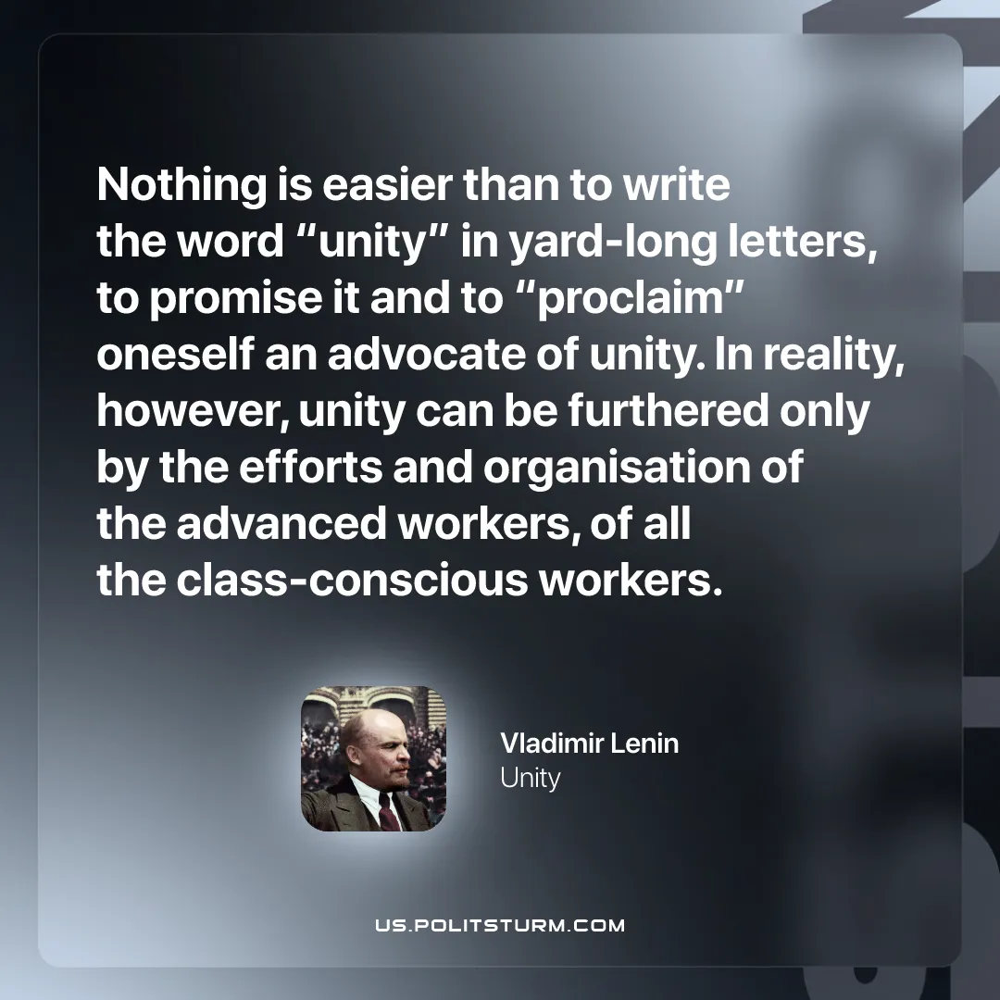 Nothing is easier than to write
the word “unity” in yard-long letters,
to promise it and to “proclaim”
oneself an advocate of unity. In reality,
however, unity can be furthered only
by the efforts and organisation of
the advanced workers, of all
the class-conscious workers.
Vladimir Lenin
Unity
US.POLITSTURM.COM